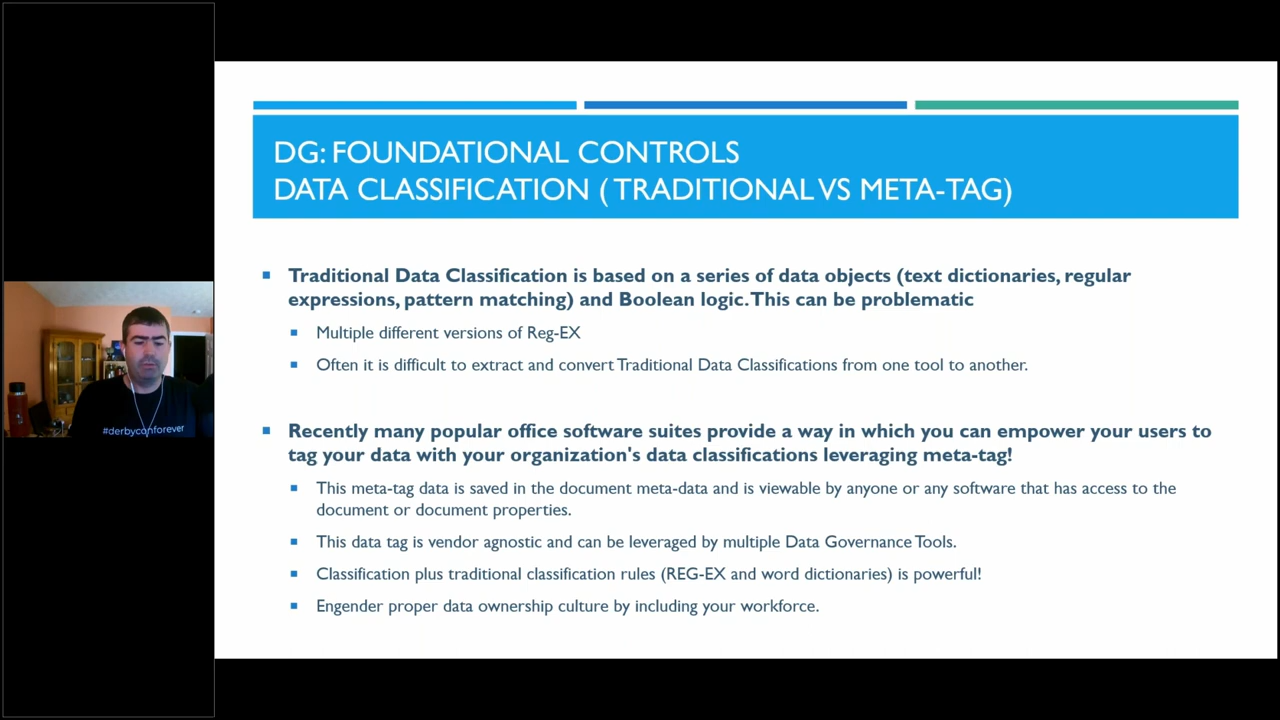 DG: FOUNDATIONAL CONTROLS
DATA CLASSIFICATION ( TRADITIONAL VS META-TAG)
Traditional Data Classification is based on a series of data objects (text dictionaries, regular
expressions, pattern matching) and Boolean logic. This can be problematic
Multiple different versions of Reg-EX
Often it is difficult to extract and convert Traditional Data Classifications from one tool to another.
Recently many popular office software suites provide a way in which you can empower your users to
tag your data with your organization's data classifications leveraging meta-tag!
This meta-tag data is saved in the document meta-data and is viewable by anyone or any software that has access to the
document or document properties.
This data tag is vendor agnostic and can be leveraged by multiple Data Governance Tools.
Classification plus traditional classification rules (REG-EX and word dictionaries) is powerful!
Engender proper data ownership culture by including your workforce.
#derbyconforever